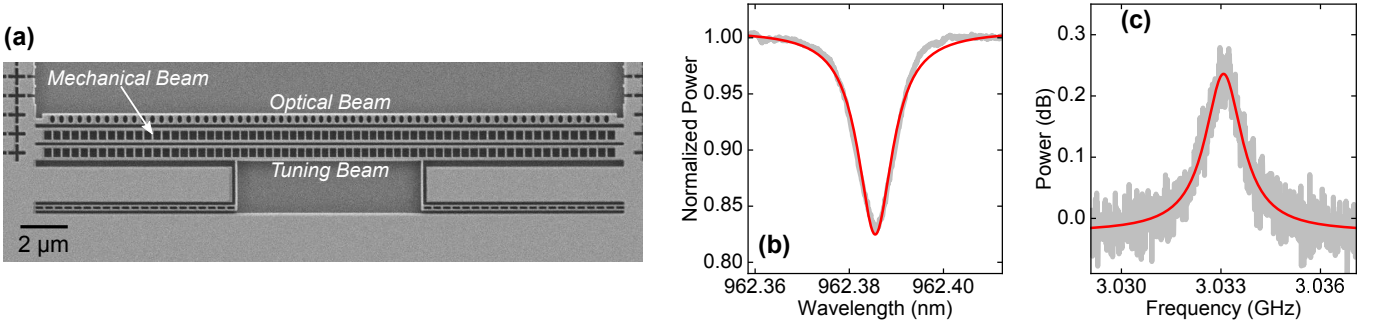 (a)
Mechanical Beam
Optical Beam
Tuning Beam
2 μm
Normalized Power
1.00
0.95
0.90
0.85
0.80
(b)
962.36
962.38
962.40
Wavelength (nm)
(c)
Power (dB)
0.3
0.2
0.1
0.0
3.030
3.033
3.036
Frequency (GHz)